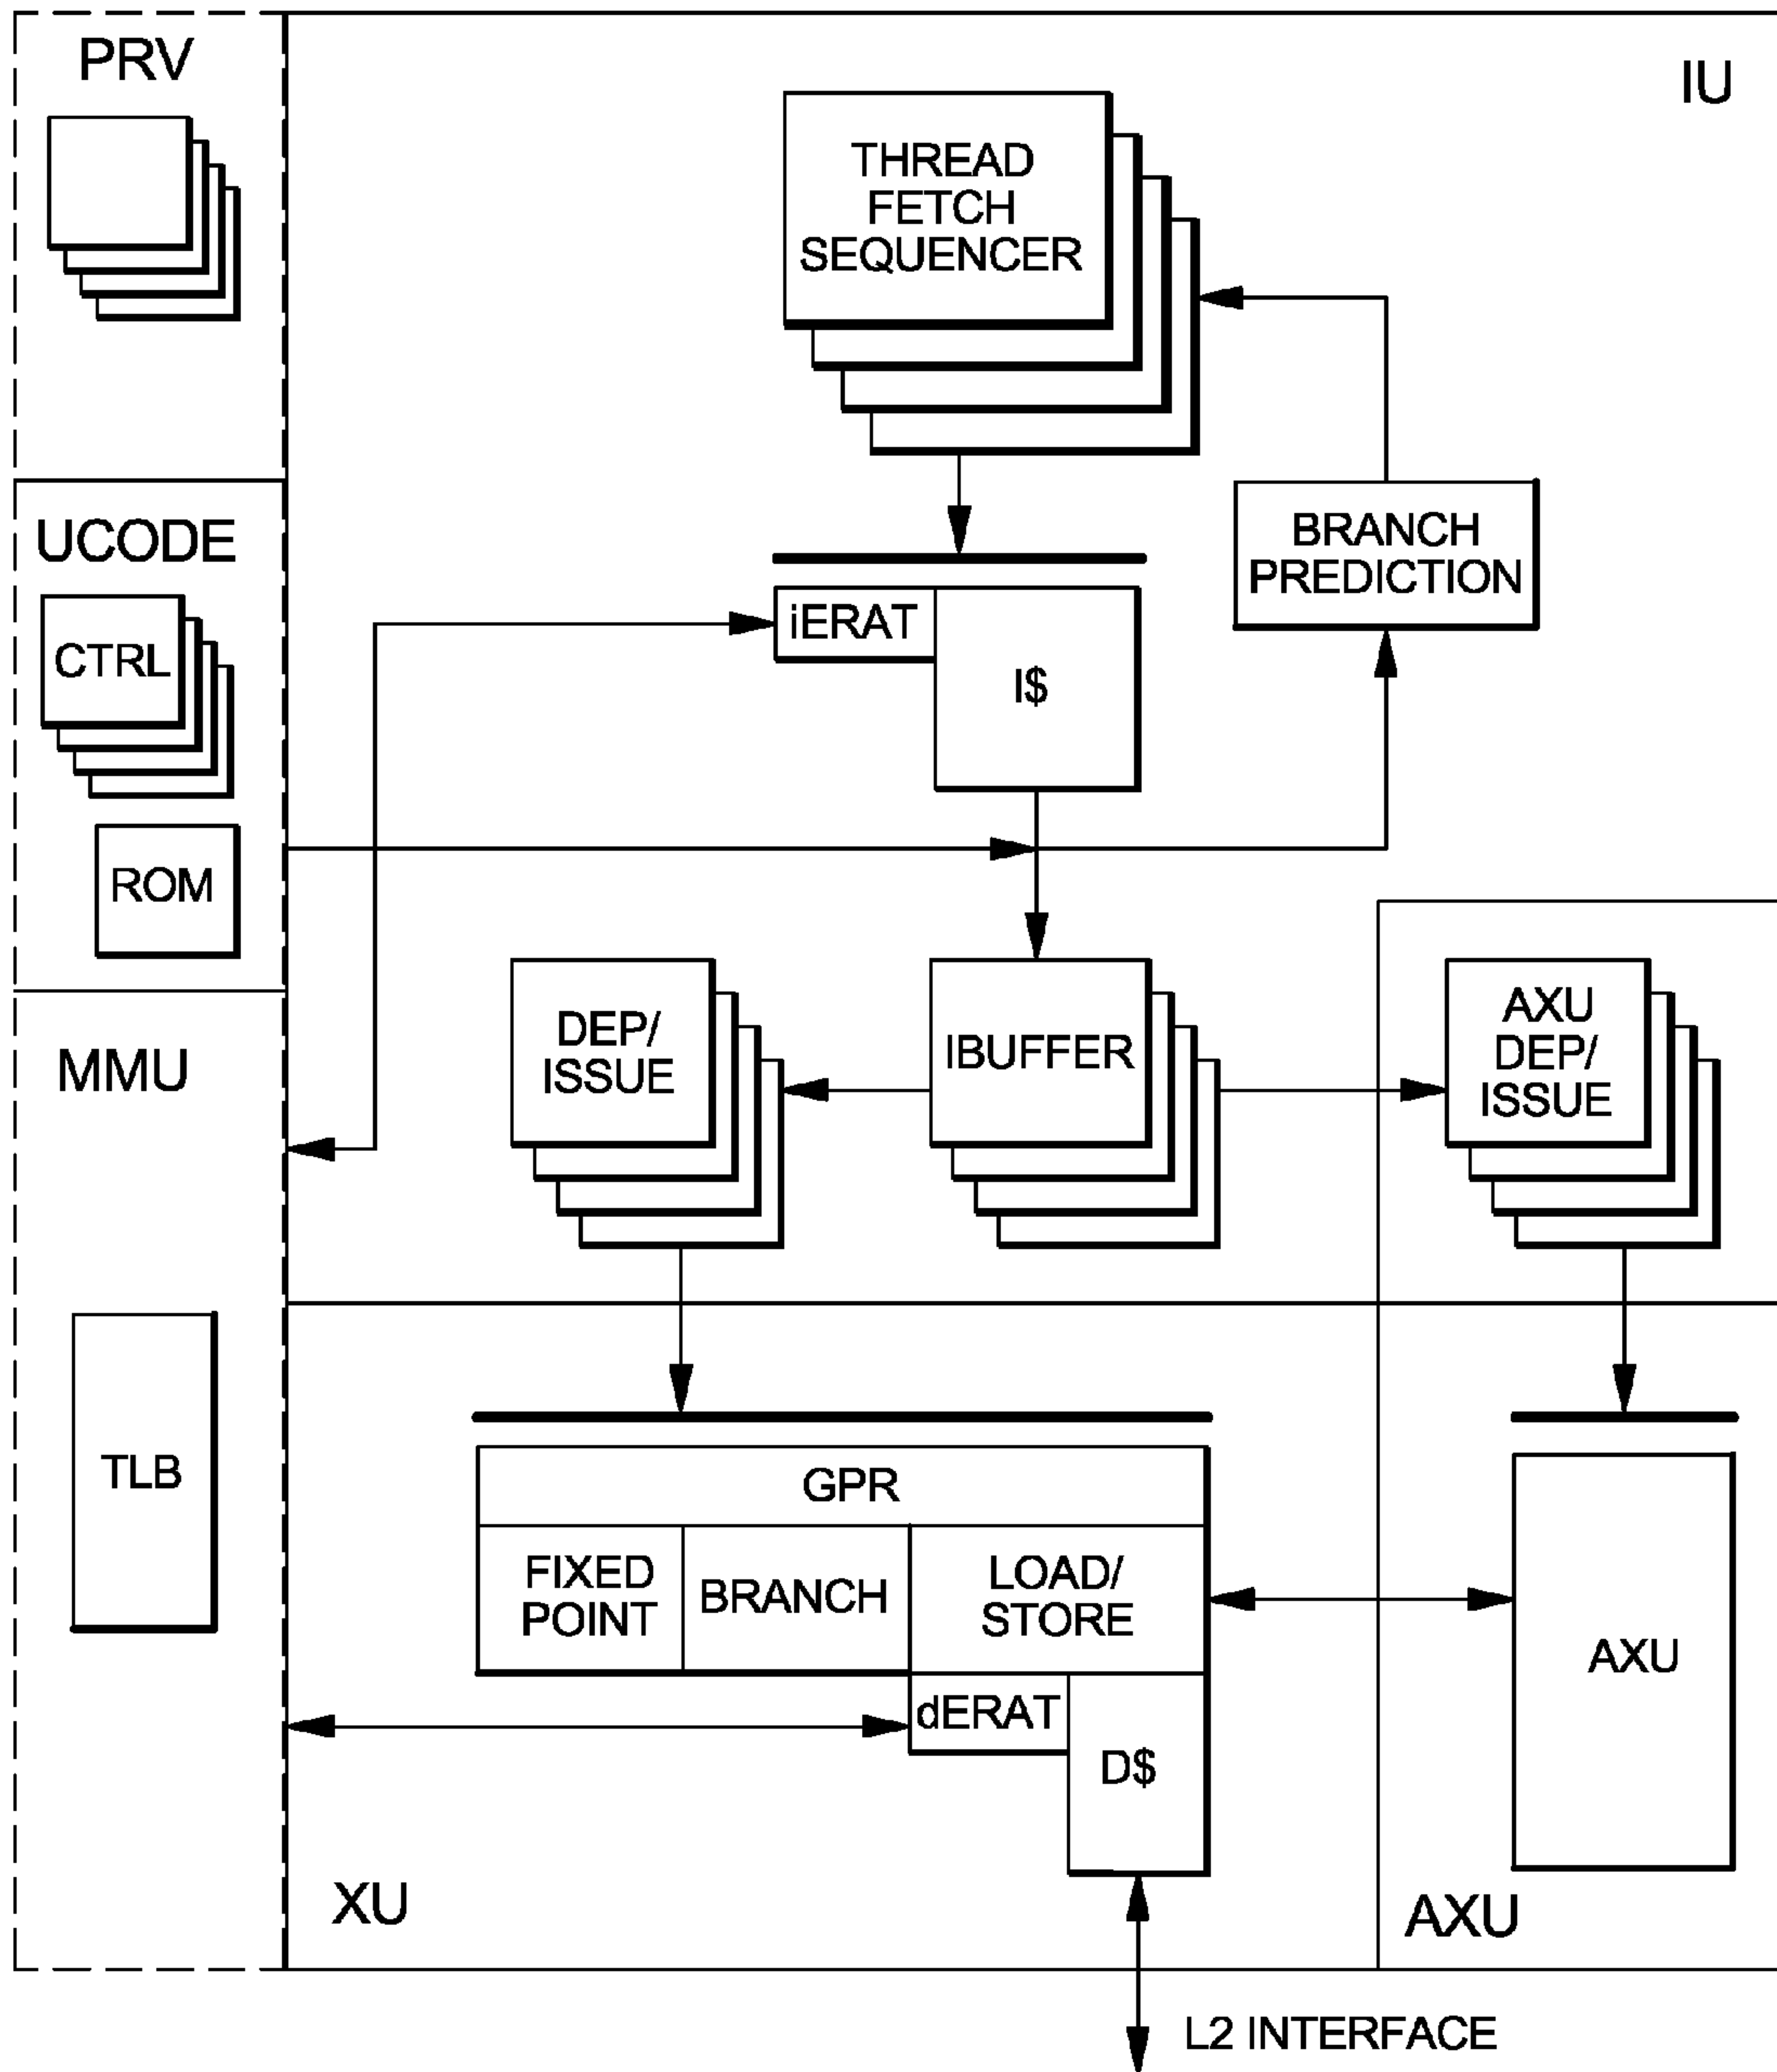 PRV
IU
THREAD
FETCH
SEQUENCER
UCODE
BRANCH
PREDICTION
CTRL
iERAT
I$
ROM
DEP/
ISSUE
IBUFFER
AXU
DEP/
ISSUE
MMU
TLB
GPR
FIXED
POINT
BRANCH
LOAD/
STORE
AXU
dERAT
D$
XU
AXU
L2 INTERFACE